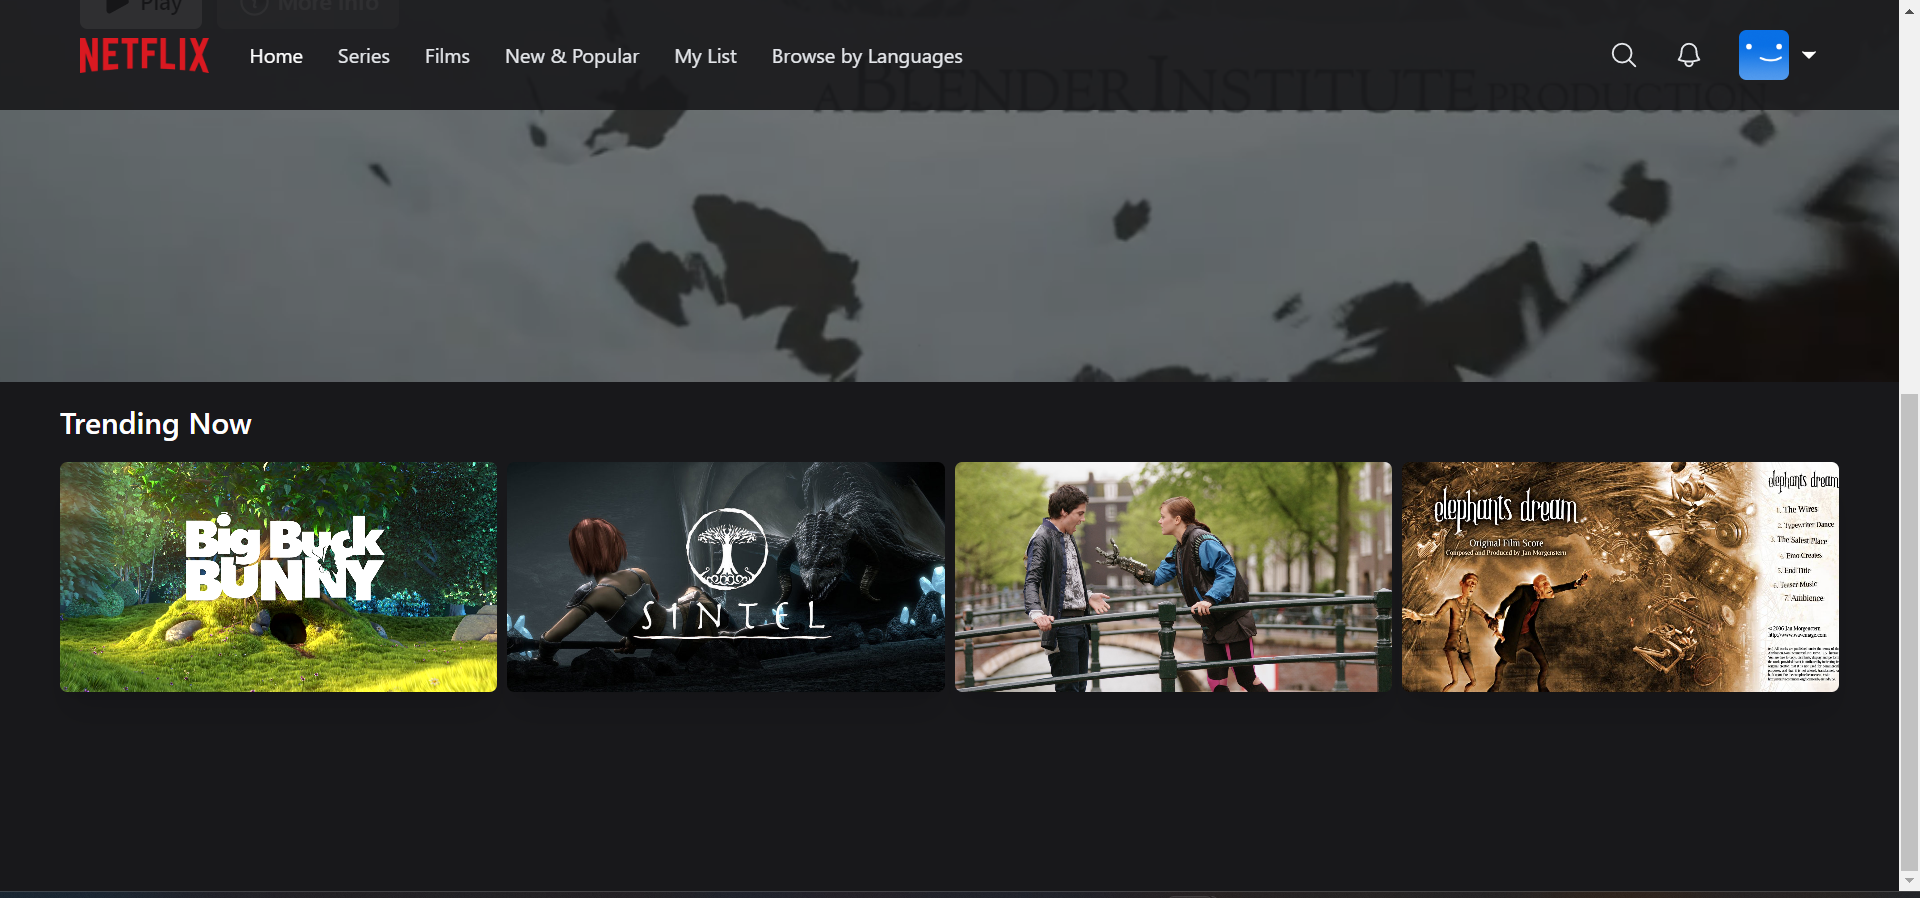 Play More Info
NETFLIX Home Series Films New & Popular My List Browse by Languages
A BLENDER INSTITUTE PRODUCTION
Trending Now
Big Buck
BUNNY
SINTEL
elephants dream
Original Film Score
Composed and Produced by Jan Morgenstern
elephants dream
1. The Wires
2. Typewriter Dance
3. The Safest Place
4. Emo Creates
5. End Title
6. Teaser Music
7. Ambience
© 2006 Jan Morgenstern